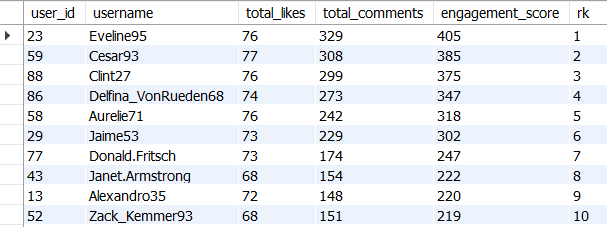 user_id username total_likes total_comments engagement_score rk
23 Eveline95 76 329 405 1
59 Cesar93 77 308 385 2
88 Clint27 76 299 375 3
86 Delfina_VonRueden68 74 273 347 4
58 Aurelie71 76 242 318 5
29 Jaime53 73 229 302 6
77 Donald.Fritsch 73 174 247 7
43 Janet.Armstrong 68 154 222 8
13 Alexandro35 72 148 220 9
52 Zack_Kemmer93 68 151 219 10